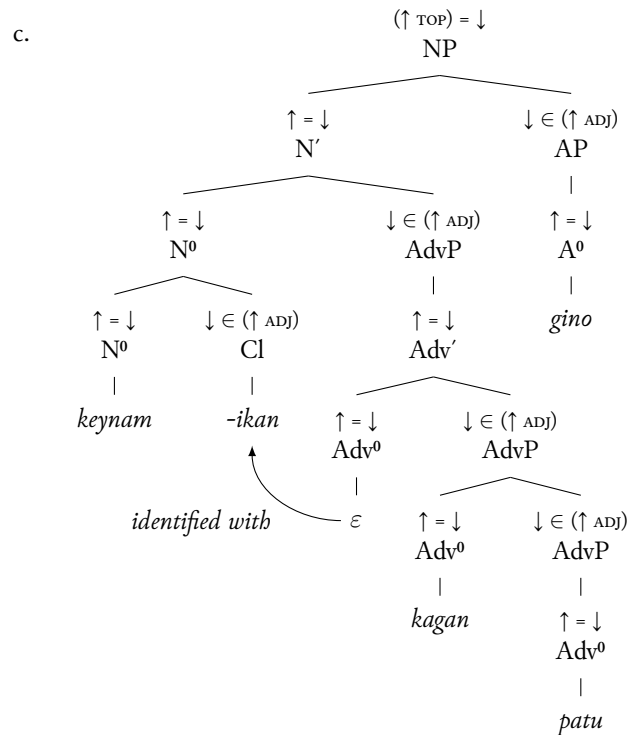 c.
(↑ TOP) = ↓
NP
↑ = ↓ ↓ ∈ (↑ ADJ)
N′ AP
↑ = ↓ ↓ ∈ (↑ ADJ) ↑ = ↓
N⁰ AdvP A⁰
↑ = ↓ ↓ ∈ (↑ ADJ) ↑ = ↓ gino
N⁰ Cl Adv′
keynam -ikan ↑ = ↓ ↓ ∈ (↑ ADJ)
Adv⁰ AdvP
identified with ε ↑ = ↓ ↓ ∈ (↑ ADJ)
Adv⁰ AdvP
kagan ↑ = ↓
Adv⁰
patu